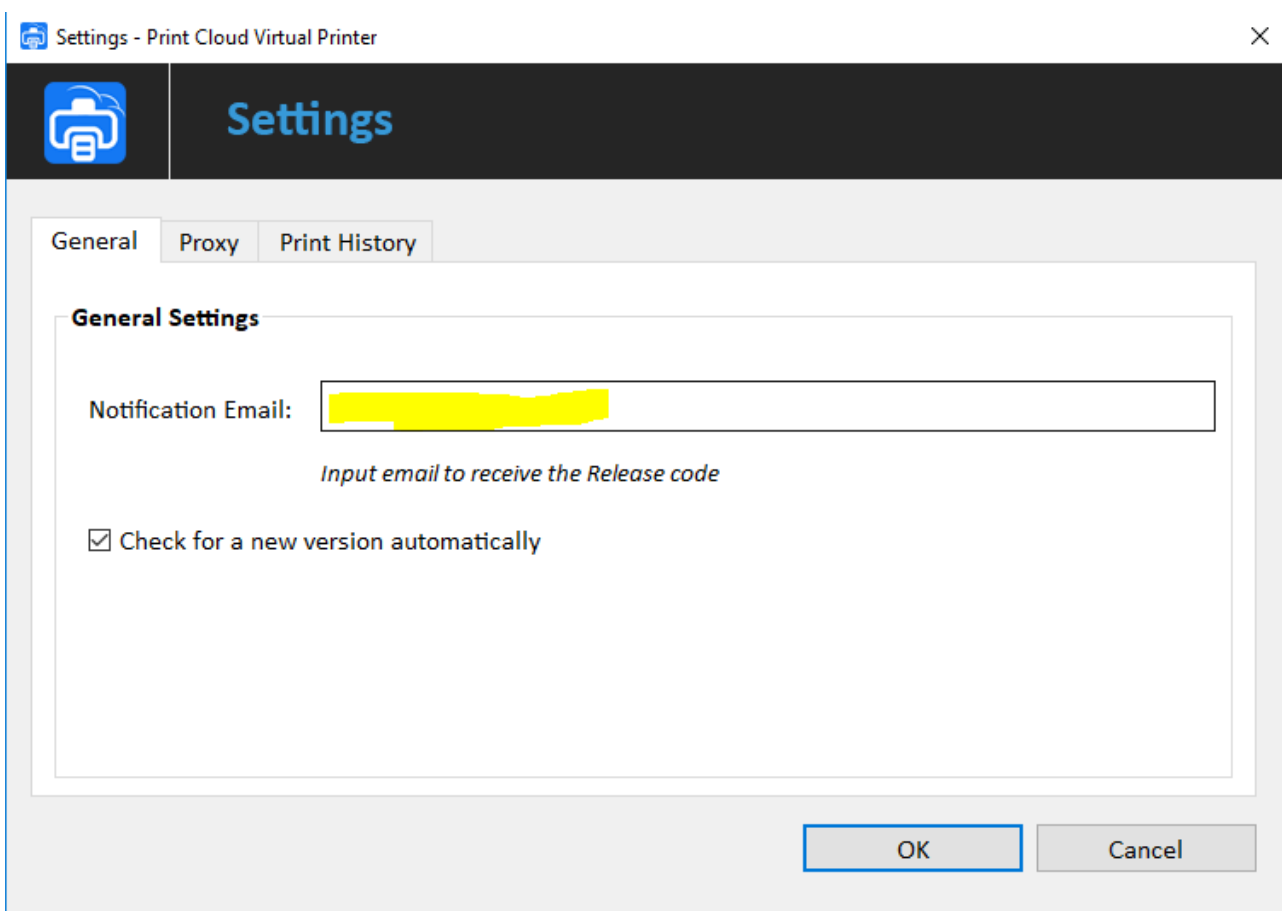 Settings - Print Cloud Virtual Printer
Settings
General Proxy Print History
General Settings
Notification Email:
Input email to receive the Release code
Check for a new version automatically
OK Cancel